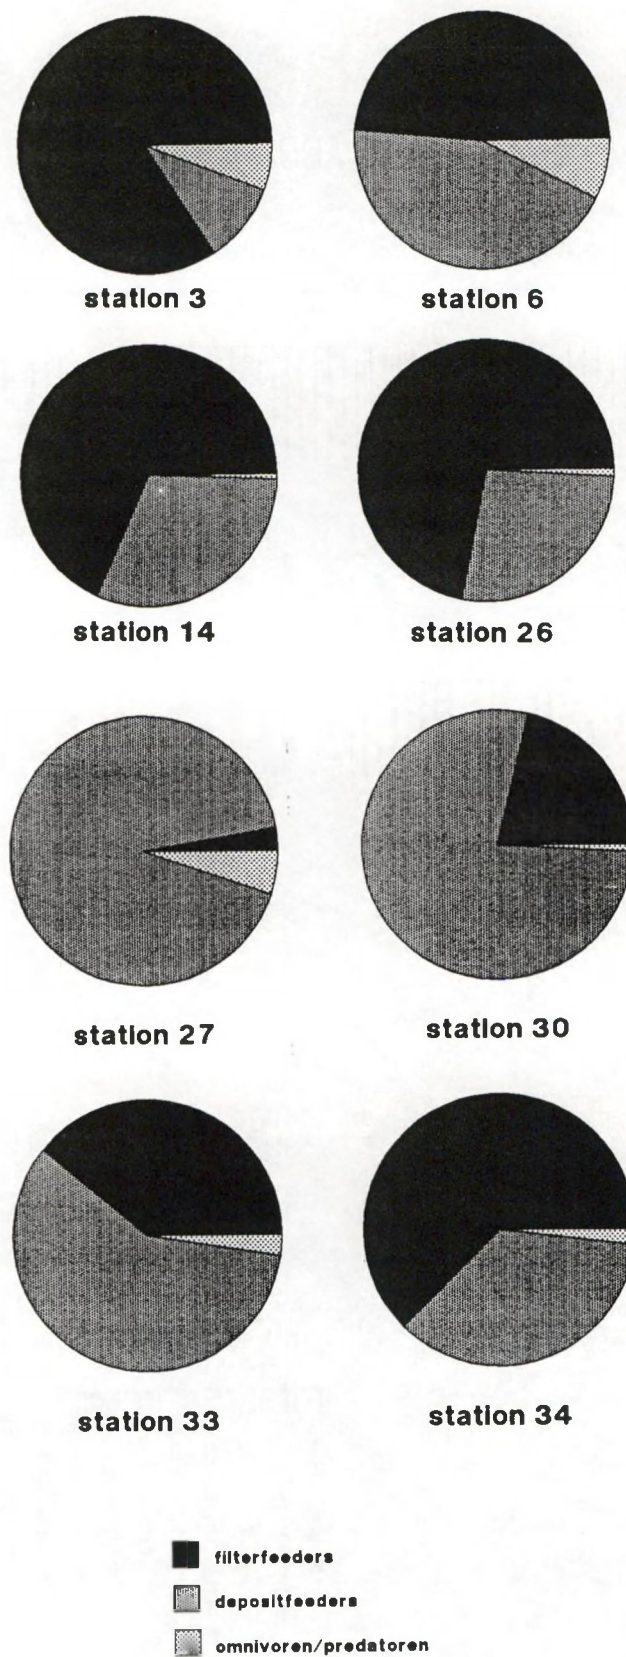 station 3
station 6
station 14
station 26
station 27
station 30
station 33
station 34
filterfeeders
depositfeeders
omnivoren/predatoren